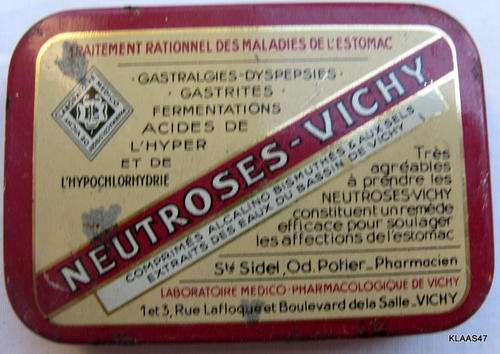 TRAITEMENT RATIONNEL DES MALADIES DE L'ESTOMAC
·GASTRALGIES-DYSPEPSIES·
·GASTRITES·
FERMENTATIONS
ACIDES DE
L'HYPER
ET DE
L'HYPOCHLORHYDRIE
NEUTROSES-VICHY
COMPRIMÉS ALCALINO BISMUTHÉS & AUX SELS
EXTRAITS DES EAUX DU BASSIN DE VICHY
Très
agréables
à prendre les
NEUTROSES-VICHY
constituent un remède
efficace pour soulager
les affections de l'estomac
Sté Sidel, Od. Potier_Pharmacien
LABORATOIRE MEDICO-PHARMACOLOGIQUE DE VICHY
1 et 3, Rue Lafloque et Boulevard de la Salle_VICHY
KLAAS47